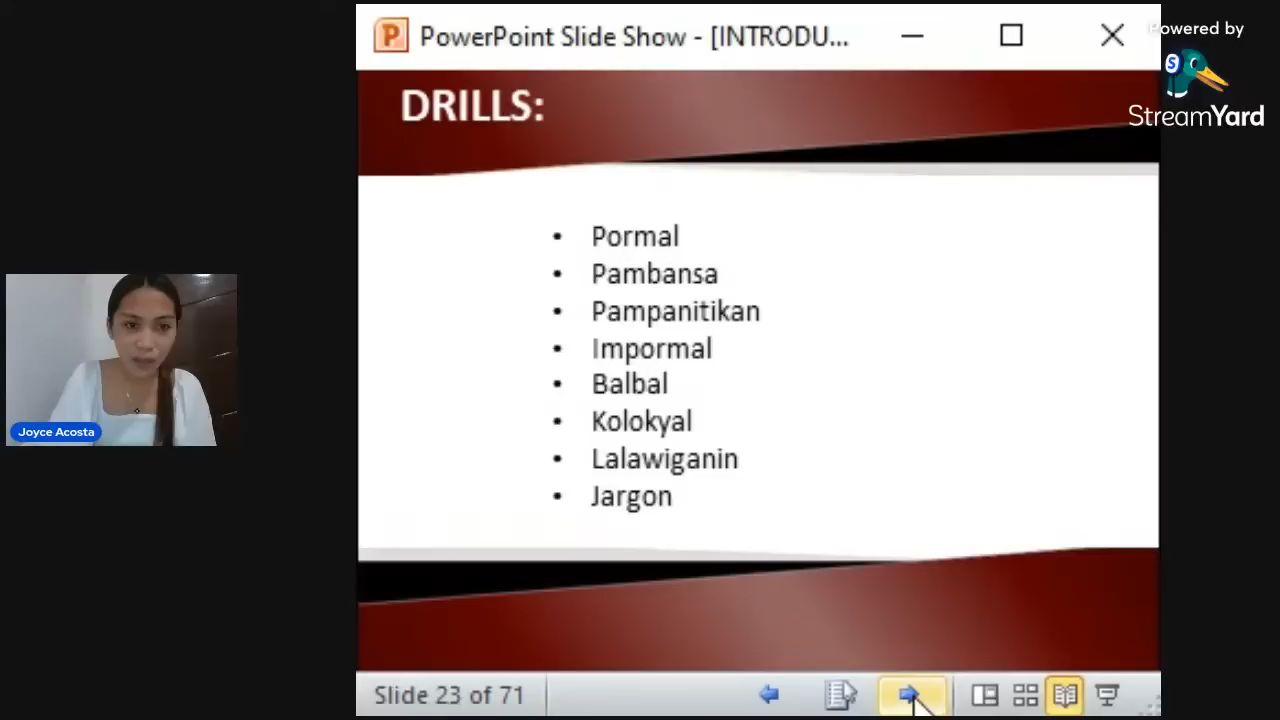 PowerPoint Slide Show - [INTRODU...
Powered by
StreamYard
DRILLS:
• Pormal
• Pambansa
• Pampanitikan
• Impormal
• Balbal
• Kolokyal
• Lalawiganin
• Jargon
Joyce Acosta
Slide 23 of 71